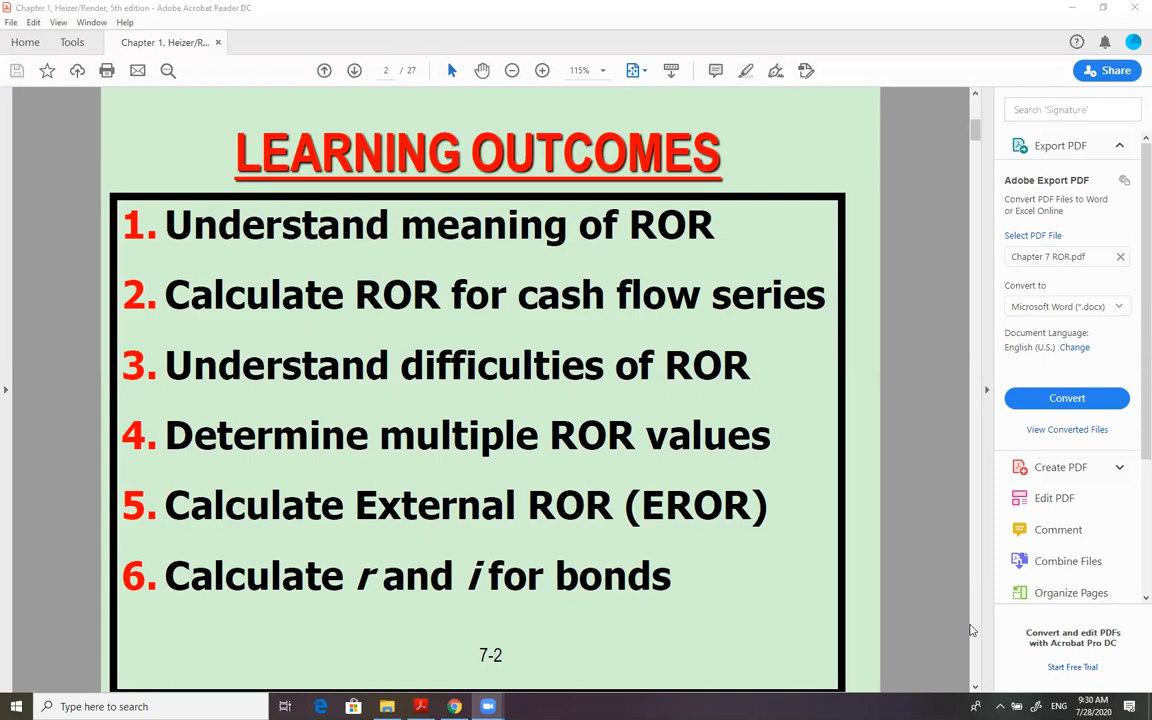 Chapter 1, Heizer/Render, 5th edition - Adobe Acrobat Reader DC
File Edit View Window Help
Home Tools Chapter 1, Heizer/R... ×
2 / 27 115% Share
LEARNING OUTCOMES
1. Understand meaning of ROR
2. Calculate ROR for cash flow series
3. Understand difficulties of ROR
4. Determine multiple ROR values
5. Calculate External ROR (EROR)
6. Calculate r and i for bonds
7-2
Search 'Signature'
Export PDF
Adobe Export PDF
Convert PDF Files to Word
or Excel Online
Select PDF File
Chapter 7 ROR.pdf
Convert to
Microsoft Word (*.docx)
Document Language:
English (U.S.) Change
Convert
View Converted Files
Create PDF
Edit PDF
Comment
Combine Files
Organize Pages
Convert and edit PDFs
with Acrobat Pro DC
Start Free Trial
Type here to search
ENG
9:30 AM
7/28/2020